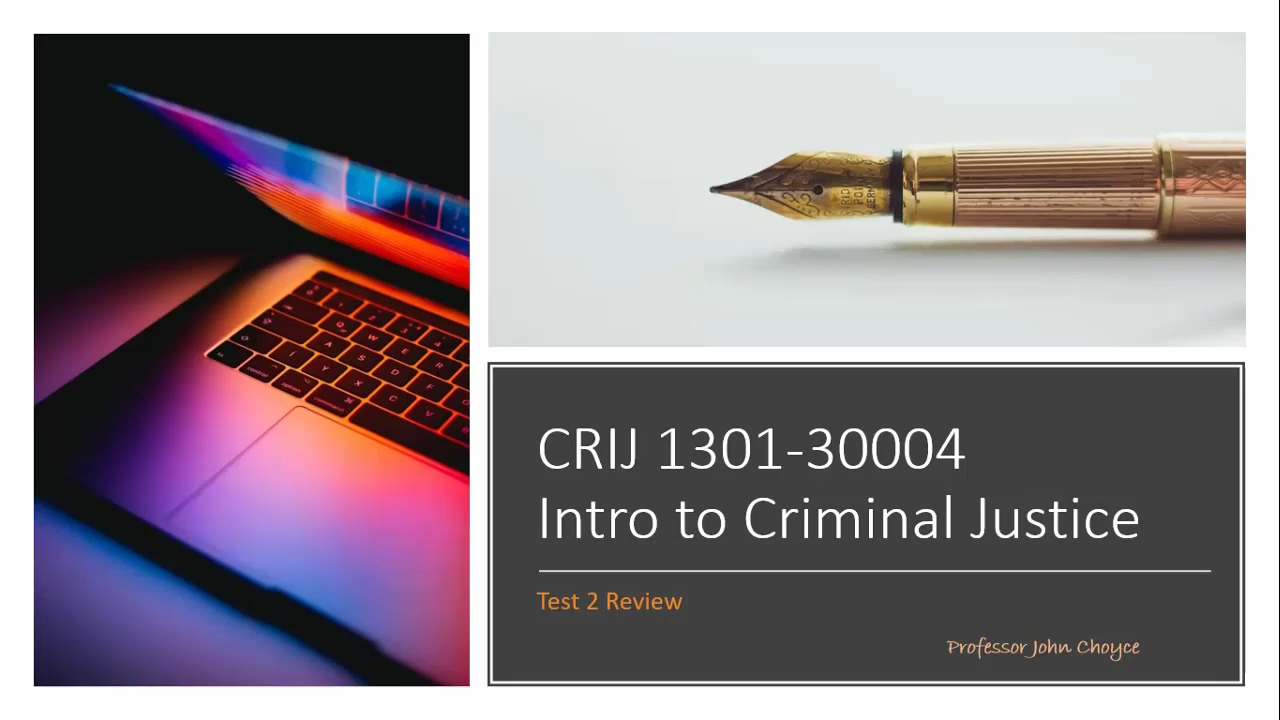 CRIJ 1301-30004
Intro to Criminal Justice
Test 2 Review
Professor John Choyce